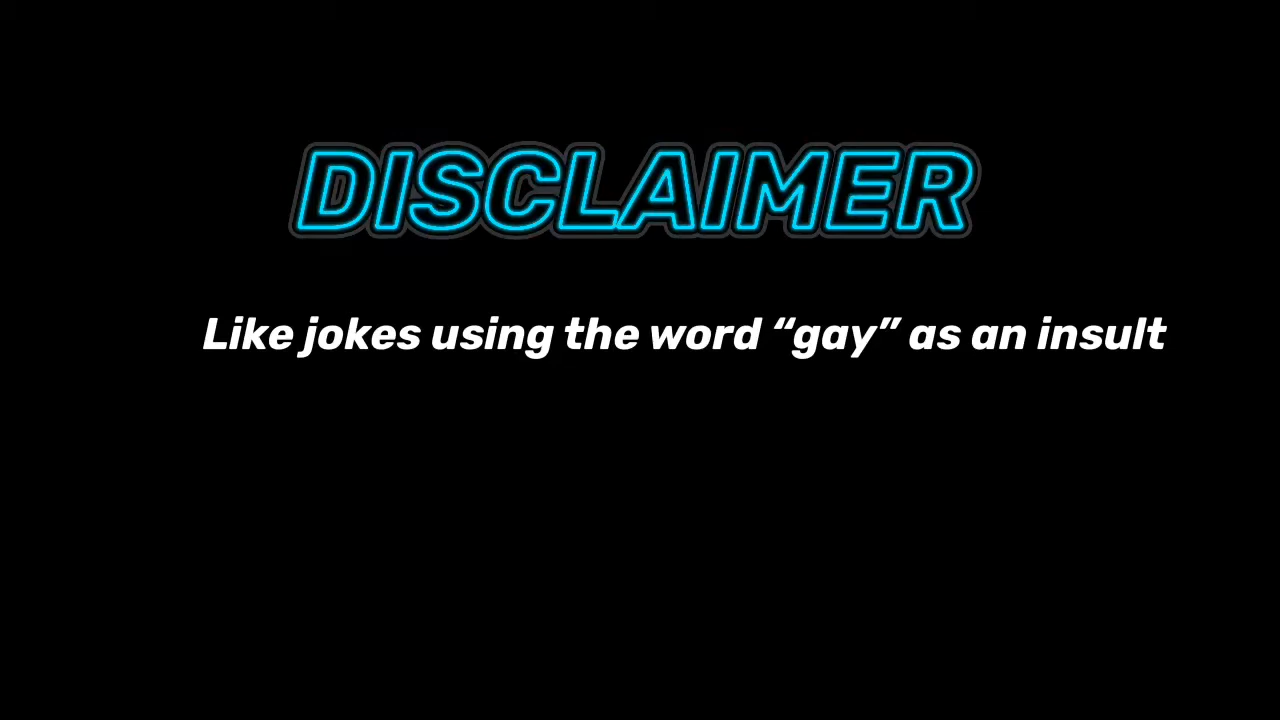 DISCLAIMER
Like jokes using the word “gay” as an insult